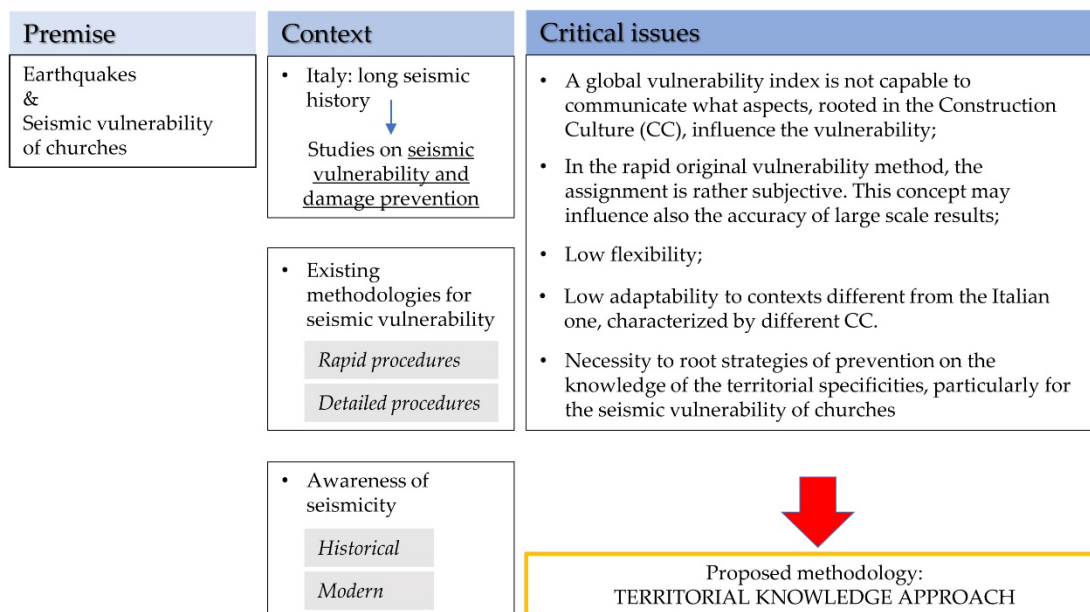 Premise
Earthquakes
&
Seismic vulnerability
of churches
Context
• Italy: long seismic
history
Studies on seismic
vulnerability and
damage prevention
• Existing
methodologies for
seismic vulnerability
Rapid procedures
Detailed procedures
• Awareness of
seismicity
Historical
Modern
Critical issues
• A global vulnerability index is not capable to
communicate what aspects, rooted in the Construction
Culture (CC), influence the vulnerability;
• In the rapid original vulnerability method, the
assignment is rather subjective. This concept may
influence also the accuracy of large scale results;
• Low flexibility;
• Low adaptability to contexts different from the Italian
one, characterized by different CC.
• Necessity to root strategies of prevention on the
knowledge of the territorial specificities, particularly for
the seismic vulnerability of churches
Proposed methodology:
TERRITORIAL KNOWLEDGE APPROACH